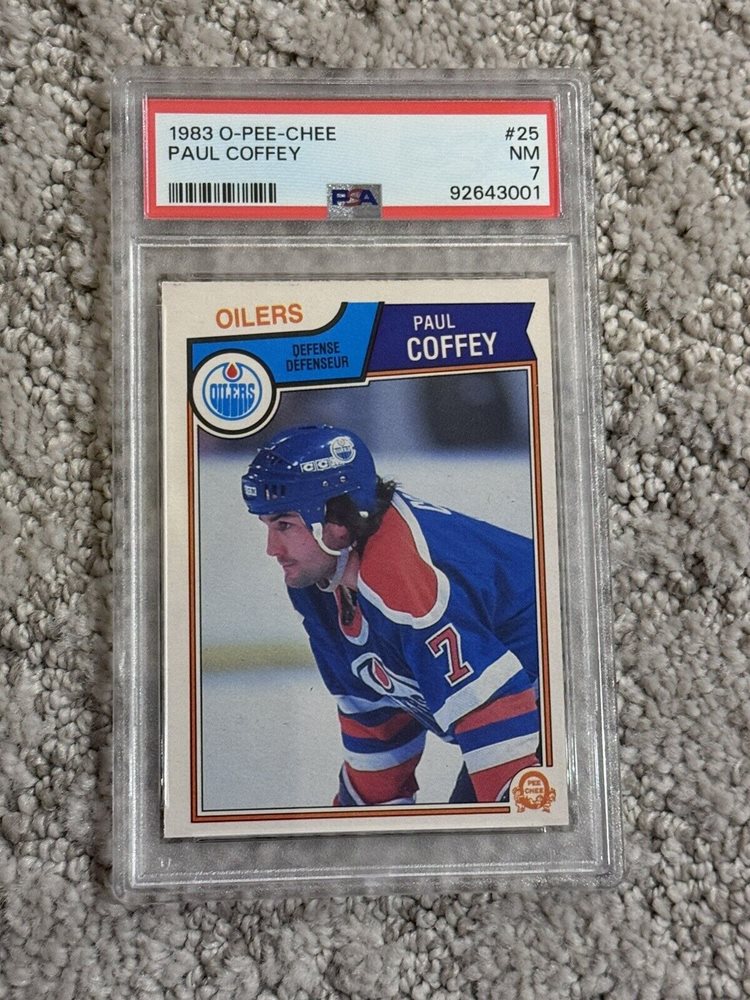 1983 O-PEE-CHEE #25
PAUL COFFEY NM
7
PSA 92643001
OILERS
PAUL
COFFEY
DEFENSE
DEFENSEUR
OILERS
CCM
7
PEE
CHEE